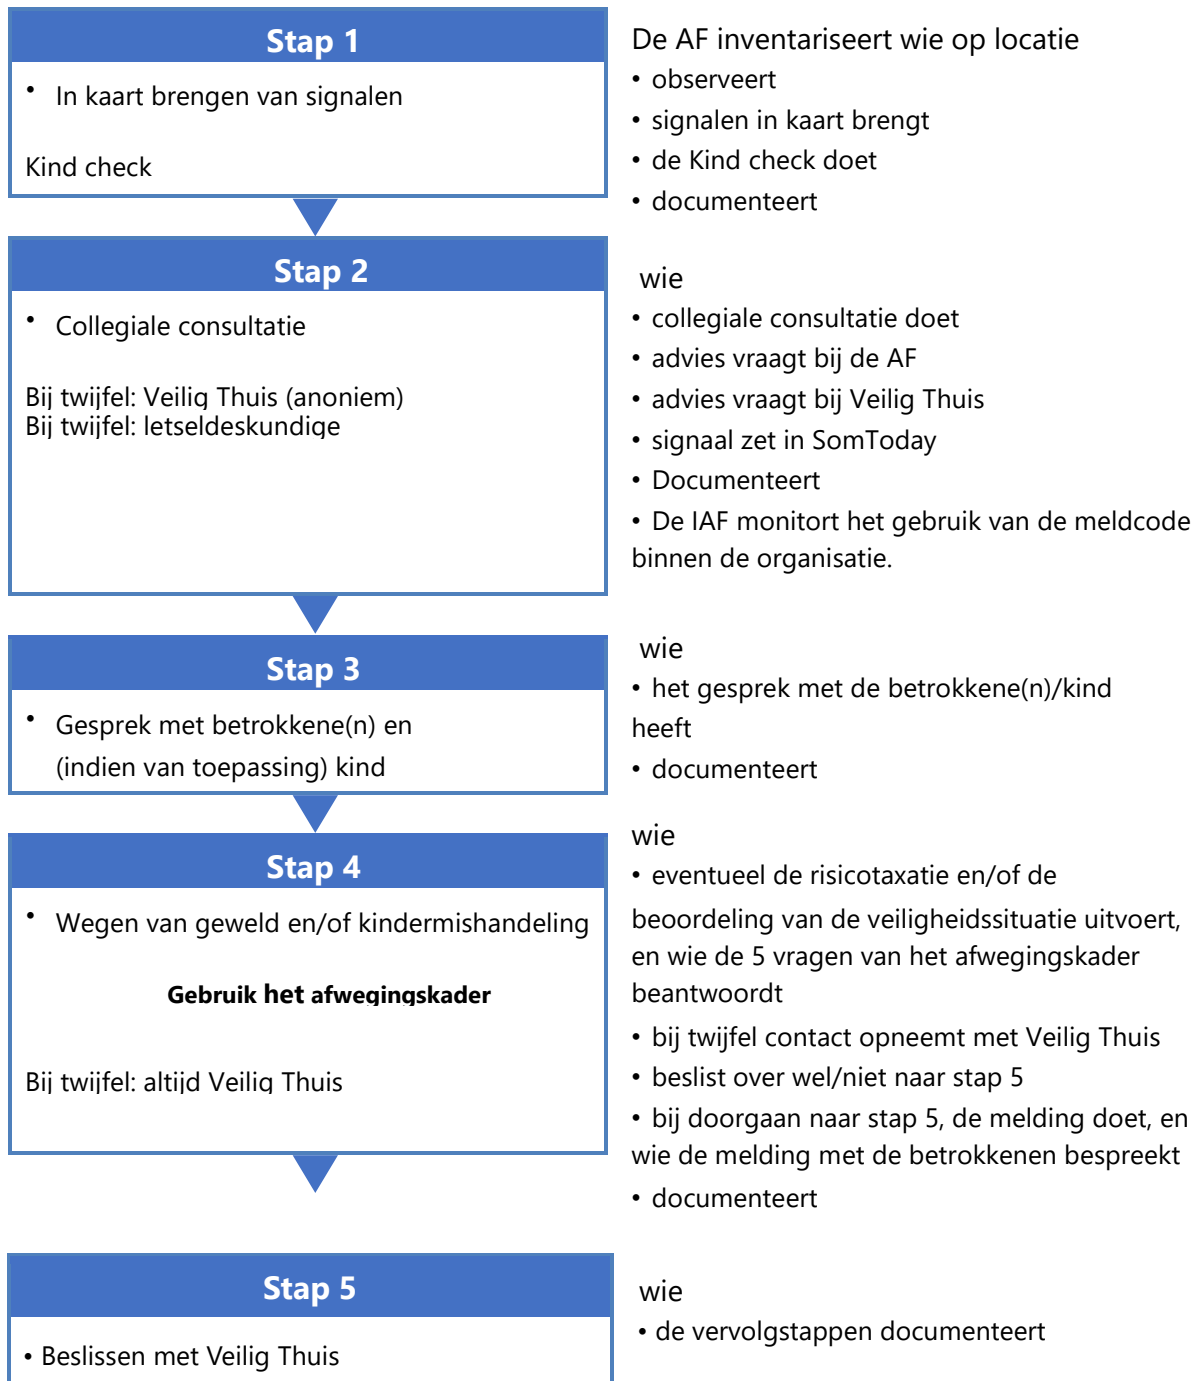 Stap 1
• In kaart brengen van signalen
Kind check
De AF inventariseert wie op locatie
• observeert
• signalen in kaart brengt
• de Kind check doet
• documenteert
Stap 2
• Collegiale consultatie
Bij twijfel: Veilig Thuis (anoniem)
Bij twijfel: letseldeskundige
wie
• collegiale consultatie doet
• advies vraagt bij de AF
• advies vraagt bij Veilig Thuis
• signaal zet in SomToday
• Documenteert
• De IAF monitort het gebruik van de meldcode
binnen de organisatie.
Stap 3
• Gesprek met betrokkene(n) en
(indien van toepassing) kind
wie
• het gesprek met de betrokkene(n)/kind
heeft
• documenteert
Stap 4
• Wegen van geweld en/of kindermishandeling
Gebruik het afwegingskader
Bij twijfel: altijd Veilig Thuis
wie
• eventueel de risicotaxatie en/of de
beoordeling van de veiligheidssituatie uitvoert,
en wie de 5 vragen van het afwegingskader
beantwoordt
• bij twijfel contact opneemt met Veilig Thuis
• beslist over wel/niet naar stap 5
• bij doorgaan naar stap 5, de melding doet, en
wie de melding met de betrokkenen bespreekt
• documenteert
Stap 5
• Beslissen met Veilig Thuis
wie
• de vervolgstappen documenteert